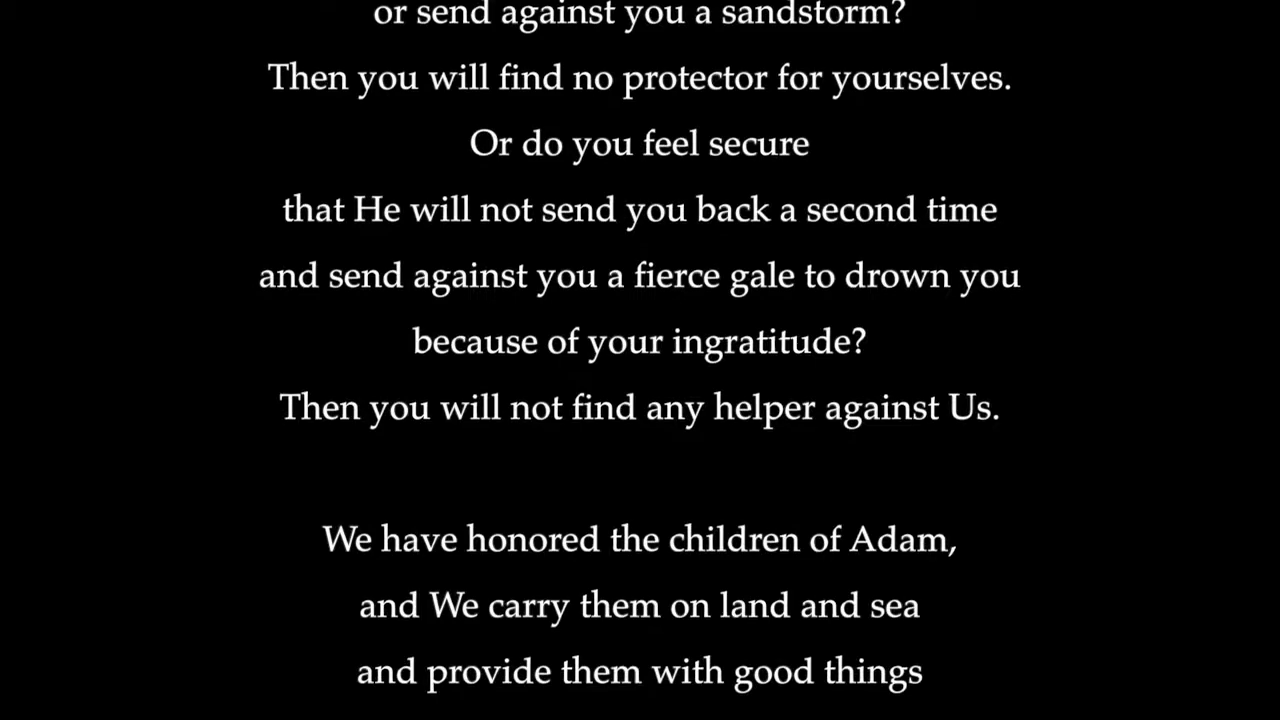 or send against you a sandstorm?
Then you will find no protector for yourselves.
Or do you feel secure
that He will not send you back a second time
and send against you a fierce gale to drown you
because of your ingratitude?
Then you will not find any helper against Us.
We have honored the children of Adam,
and We carry them on land and sea
and provide them with good things